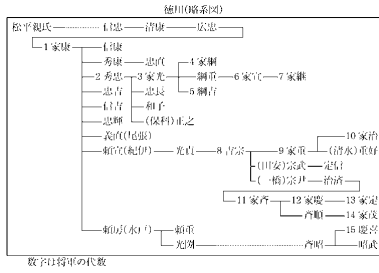 徳川(略系図)
松平親氏 信忠 清康 広忠
1家康 信康
秀康 忠直 4家綱
2秀忠 3家光 綱重 6家宣 7家継
忠吉 忠長 5綱吉
信吉 和子
忠輝 (保科)正之
義直(尾張) 10家治
頼宣(紀伊) 光貞 8吉宗 9家重 (清水)重好
(田安)宗武 定信
(一橋)宗尹 治済
11家斉 12家慶 13家定
斉順 14家茂
頼房(水戸) 頼重 15慶喜
光圀 斉昭 昭武
数字は将軍の代数